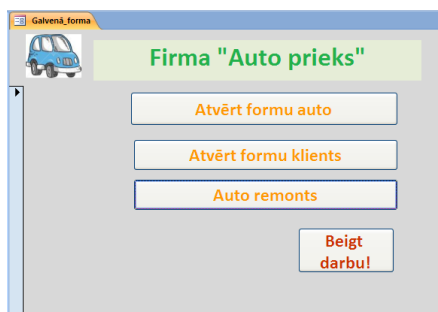 Galvenā_forma
Firma "Auto prieks"
Atvērt formu auto
Atvērt formu klients
Auto remonts
Beigt
darbu!